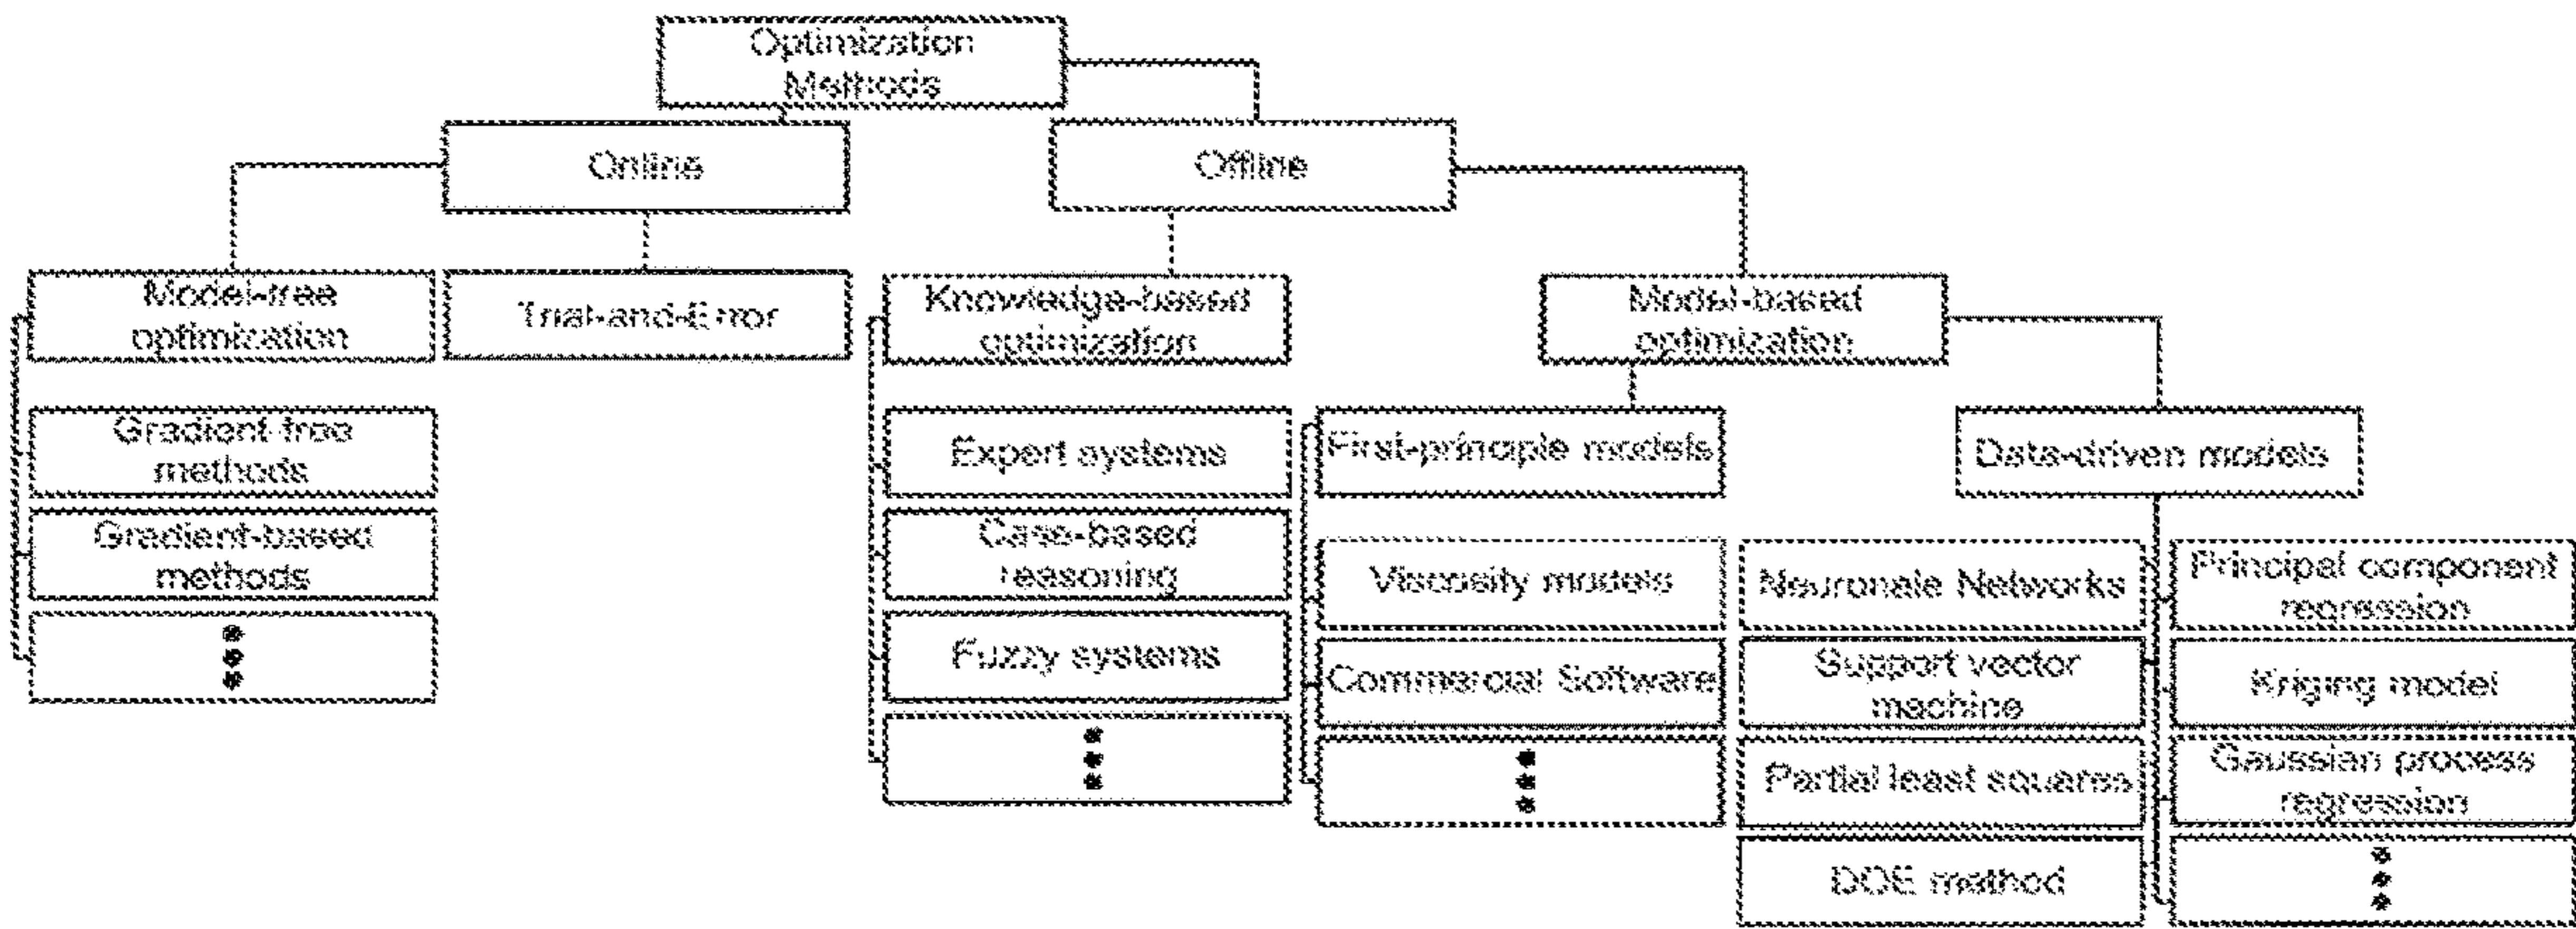 Optimization
Methods
Online
Offline
Model-free
optimization
Trial-and-Error
Knowledge-based
optimization
Model-based
optimization
Gradient-free
methods
Expert systems
First-principle models
Data-driven models
Gradient-based
methods
Case-based
reasoning
Viscosity models
Neuronale Networks
Principal component
regression
Fuzzy systems
Commercial Software
Support vector
machine
Kriging model
Partial least squares
Gaussian process
regression
DOE method